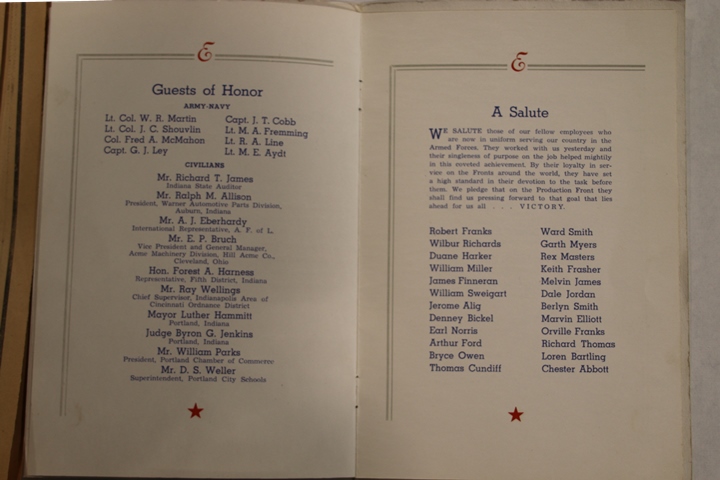 E
Guests of Honor
ARMY-NAVY
Lt. Col. W. R. Martin
Lt. Col. J. C. Shouvlin
Col. Fred A. McMahon
Capt. G. J. Ley
Capt. J. T. Cobb
Lt. M. A. Fremming
Lt. R. A. Line
Lt. M. E. Aydt
CIVILIANS
Mr. Richard T. James
Indiana State Auditor
Mr. Ralph M. Allison
President, Warner Automotive Parts Division,
Auburn, Indiana
Mr. A. J. Eberhardy
International Representative, A. F. of L.
Mr. E. P. Bruch
Vice President and General Manager,
Acme Machinery Division, Hill Acme Co.,
Cleveland, Ohio
Hon. Forest A. Harness
Representative, Fifth District, Indiana
Mr. Ray Wellings
Chief Supervisor, Indianapolis Area of
Cincinnati Ordnance District
Mayor Luther Hammitt
Portland, Indiana
Judge Byron G. Jenkins
Portland, Indiana
Mr. William Parks
President, Portland Chamber of Commerce
Mr. D. S. Weller
Superintendent, Portland City Schools
E
A Salute
WE SALUTE those of our fellow employees who
are now in uniform serving our country in the
Armed Forces. They worked with us yesterday and
their singleness of purpose on the job helped mightily
in this coveted achievement. By their loyalty in ser-
vice on the Fronts around the world, they have set
a high standard in their devotion to the task before
them. We pledge that on the Production Front they
shall find us pressing forward to that goal that lies
ahead for us all . . . VICTORY.
Robert Franks
Wilbur Richards
Duane Harker
William Miller
James Finneran
William Sweigart
Jerome Alig
Denney Bickel
Earl Norris
Arthur Ford
Bryce Owen
Thomas Cundiff
Ward Smith
Garth Myers
Rex Masters
Keith Frasher
Melvin James
Dale Jordan
Berlyn Smith
Marvin Elliott
Orville Franks
Richard Thomas
Loren Bartling
Chester Abbott